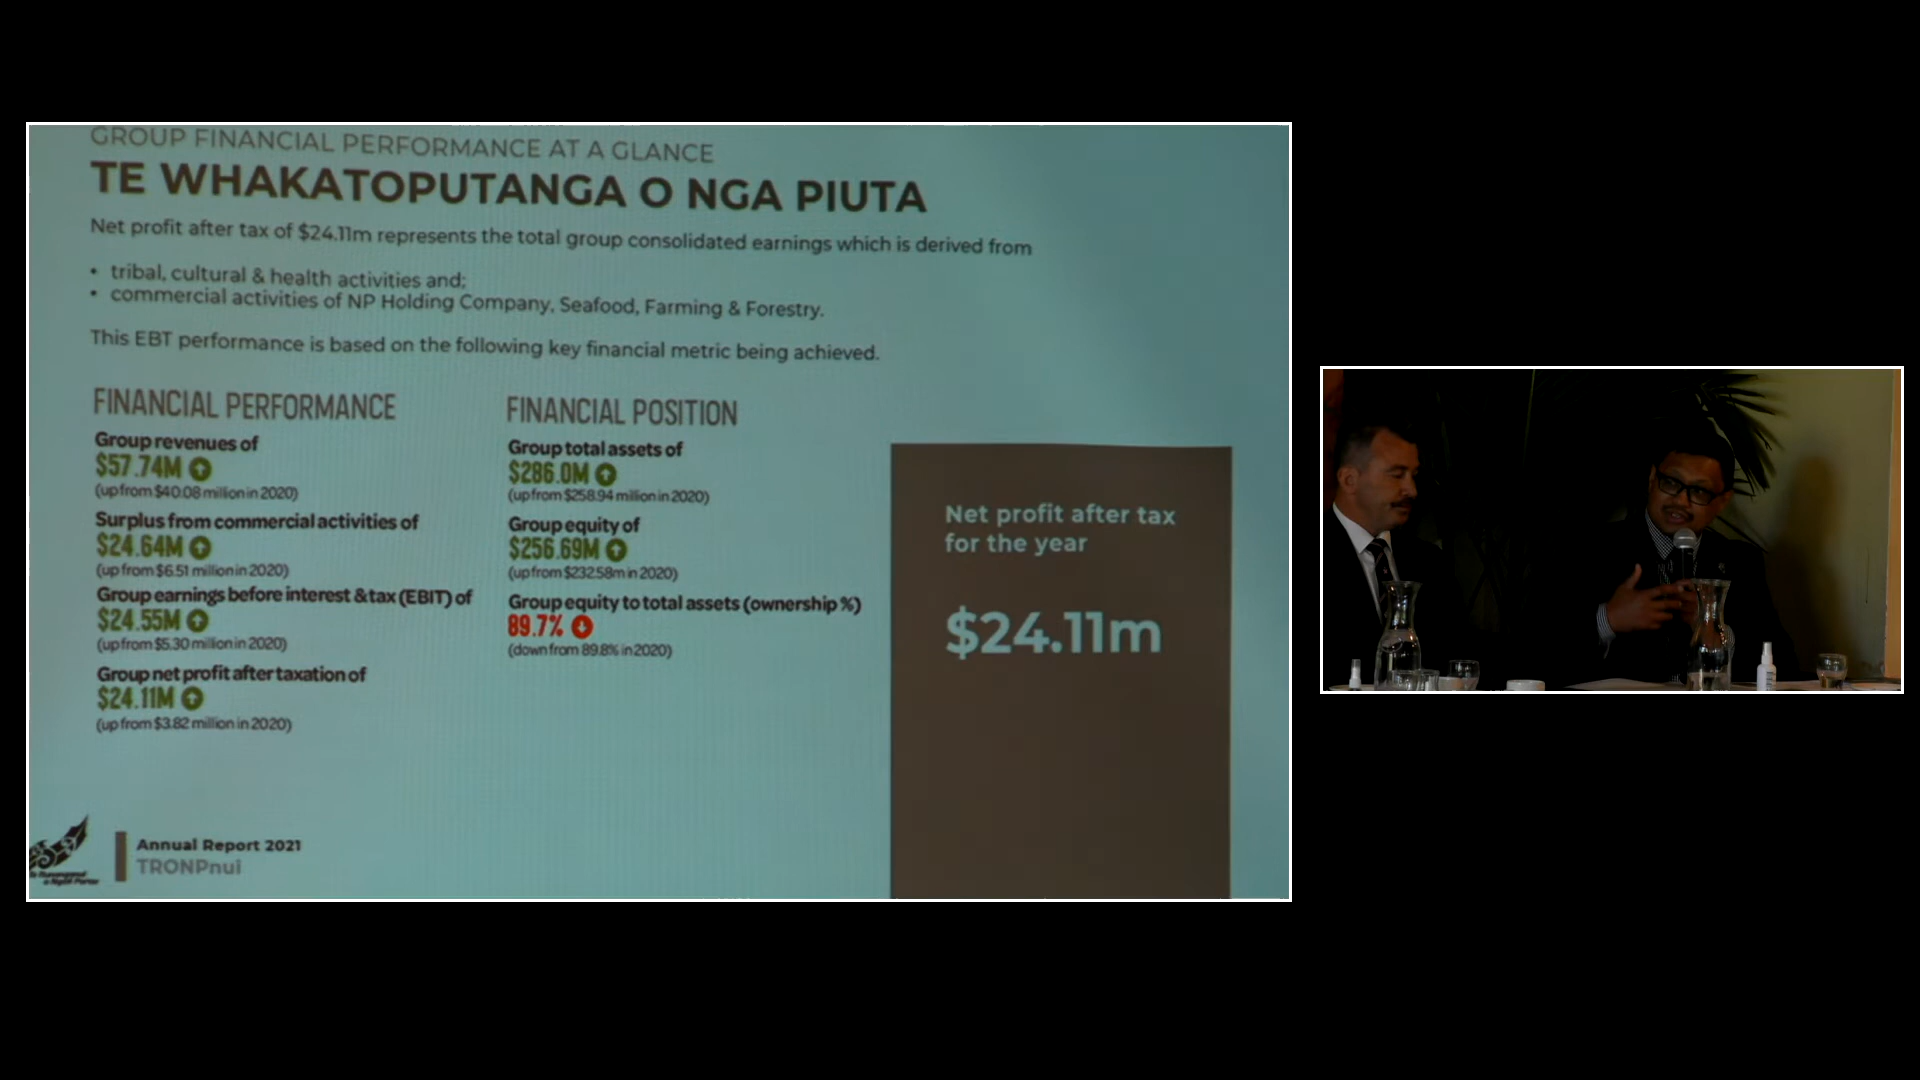 GROUP FINANCIAL PERFORMANCE AT A GLANCE
TE WHAKATOPUTANGA O NGA PIUTA
Net profit after tax of $24.11m represents the total group consolidated earnings which is derived from
• tribal, cultural & health activities and;
• commercial activities of NP Holding Company, Seafood, Farming & Forestry.
This EBT performance is based on the following key financial metric being achieved.
FINANCIAL PERFORMANCE
Group revenues of
$57.74M
(up from $40.08 million in 2020)
Surplus from commercial activities of
$24.64M
(up from $6.51 million in 2020)
Group earnings before interest & tax (EBIT) of
$24.55M
(up from $5.30 million in 2020)
Group net profit after taxation of
$24.11M
(up from $3.82 million in 2020)
FINANCIAL POSITION
Group total assets of
$286.0M
(up from $258.94 million in 2020)
Group equity of
$256.69M
(up from $232.58m in 2020)
Group equity to total assets (ownership %)
89.7%
(down from 89.8% in 2020)
Net profit after tax
for the year
$24.11m
Annual Report 2021
TRONPnui